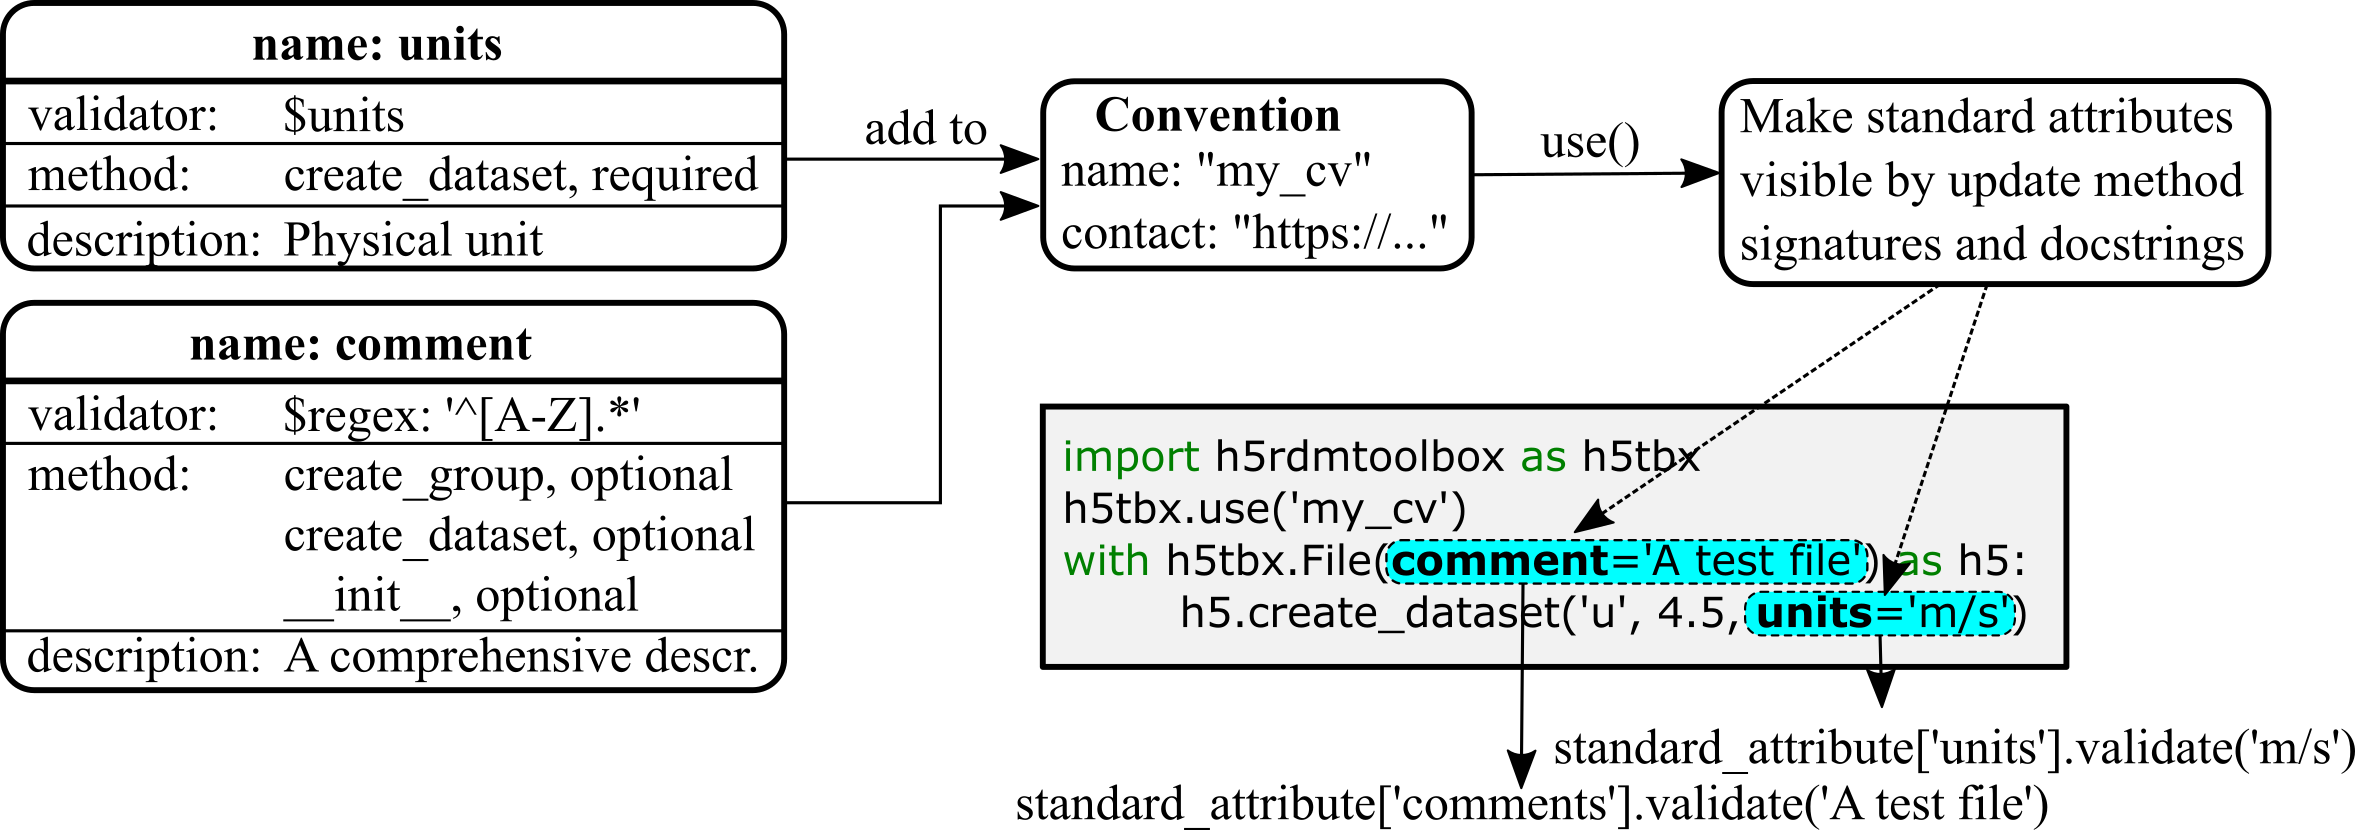 name: units
validator: $units
method: create_dataset, required
description: Physical unit
name: comment
validator: $regex: '^[A-Z].*'
method: create_group, optional
create_dataset, optional
__init__, optional
description: A comprehensive descr.
add to
Convention
name: "my_cv"
contact: "https://..."
use()
Make standard attributes
visible by update method
signatures and docstrings
import h5rdmtoolbox as h5tbx
h5tbx.use('my_cv')
with h5tbx.File(comment='A test file') as h5:
h5.create_dataset('u', 4.5, units='m/s')
standard_attribute['units'].validate('m/s')
standard_attribute['comments'].validate('A test file')